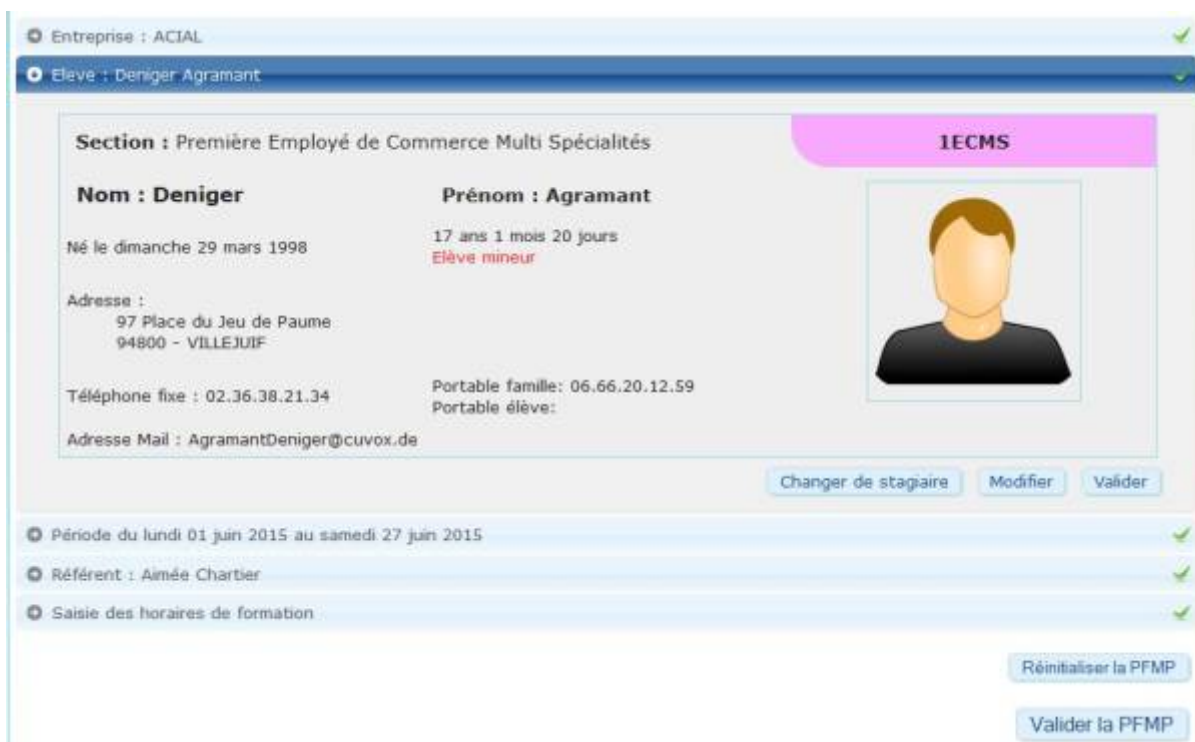 Entreprise : ACIAL
Eleve : Deniger Agramant
Section : Première Employé de Commerce Multi Spécialités
1ECMS
Nom : Deniger
Prénom : Agramant
Né le dimanche 29 mars 1998
17 ans 1 mois 20 jours
Elève mineur
Adresse :
97 Place du Jeu de Paume
94800 - VILLEJUIF
Téléphone fixe : 02.36.38.21.34
Portable famille: 06.66.20.12.59
Portable élève:
Adresse Mail : AgramantDeniger@cuvox.de
Changer de stagiaire
Modifier
Valider
Période du lundi 01 juin 2015 au samedi 27 juin 2015
Référent : Aimée Chartier
Saisie des horaires de formation
Réinitialiser la PFMP
Valider la PFMP